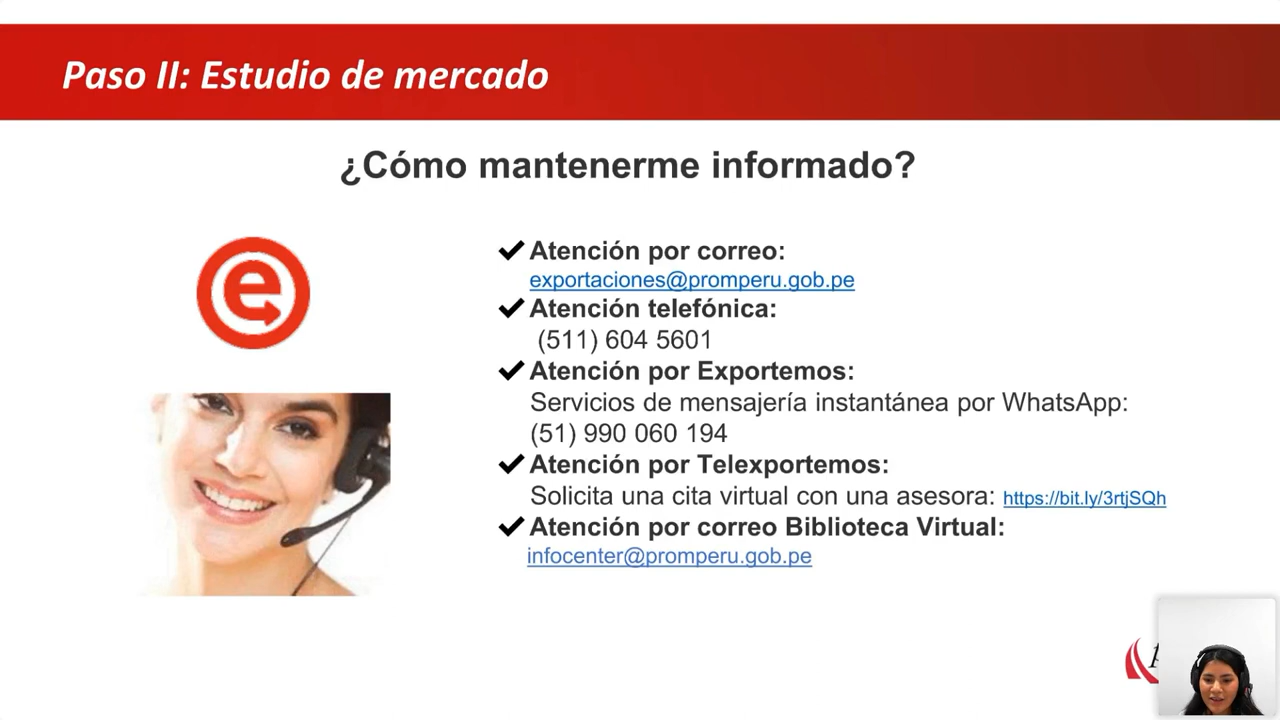 Paso II: Estudio de mercado
¿Cómo mantenerme informado?
✔Atención por correo:
exportaciones@promperu.gob.pe
✔Atención telefónica:
(511) 604 5601
✔Atención por Exportemos:
Servicios de mensajería instantánea por WhatsApp:
(51) 990 060 194
✔Atención por Telexportemos:
Solicita una cita virtual con una asesora: https://bit.ly/3rtjSQh
✔Atención por correo Biblioteca Virtual:
infocenter@promperu.gob.pe
e